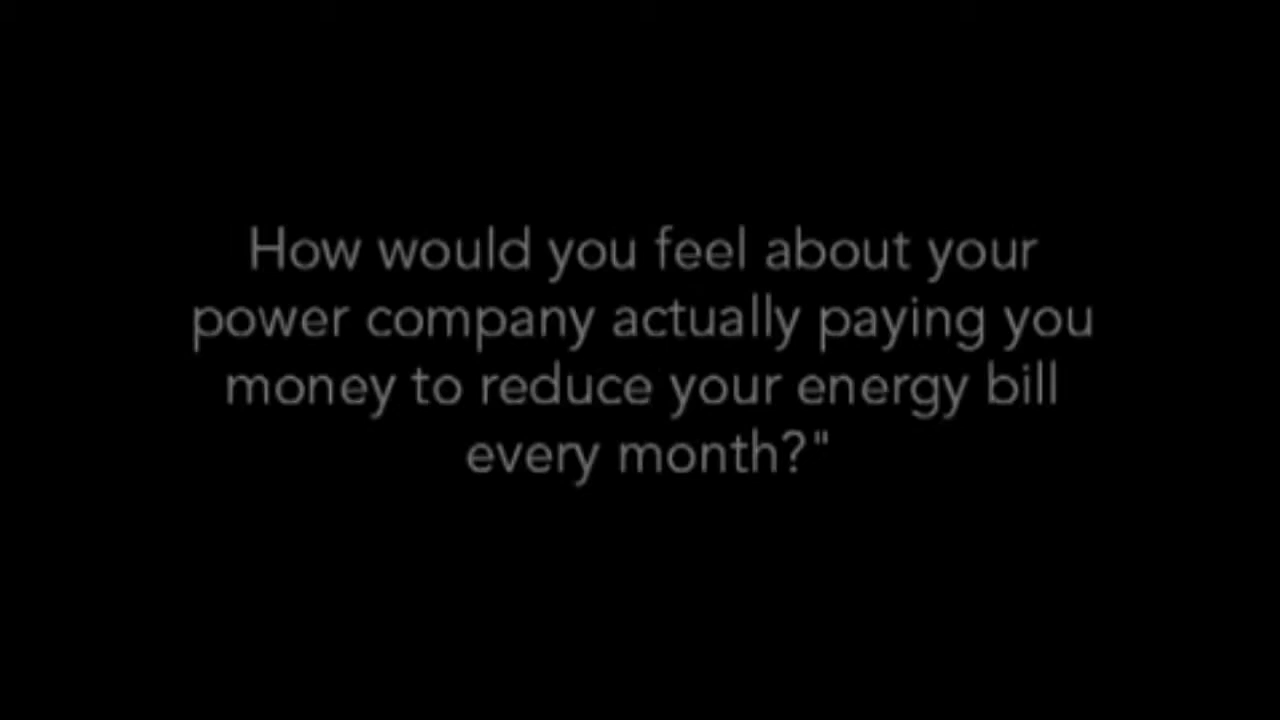 How would you feel about your
power company actually paying you
money to reduce your energy bill
every month?"